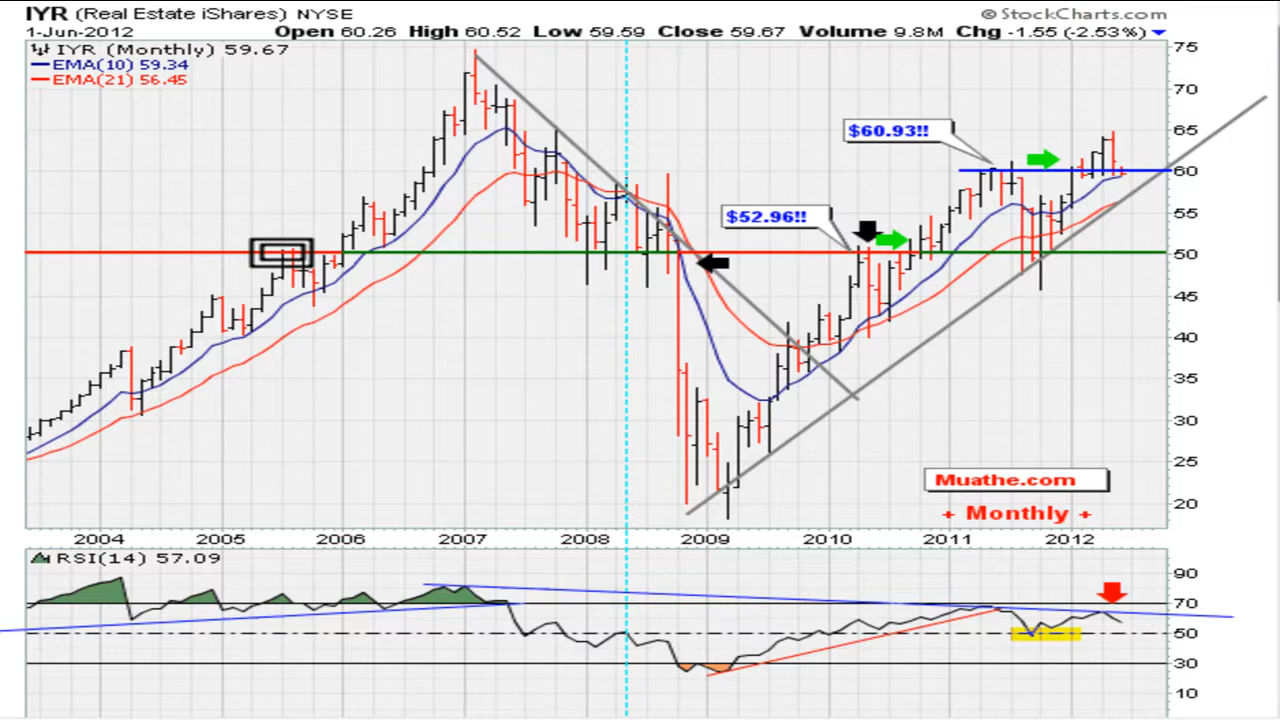 IYR (Real Estate iShares) NYSE
© StockCharts.com
1-Jun-2012
Open 60.26 High 60.52 Low 59.59 Close 59.67 Volume 9.8M Chg -1.55 (-2.53%)
IYR (Monthly) 59.67
EMA(10) 59.34
EMA(21) 56.45
75
70
65
60
55
50
45
40
35
30
25
20
$60.93!!
$52.96!!
Muathe.com
+ Monthly +
2004 2005 2006 2007 2008 2009 2010 2011 2012
RSI(14) 57.09
90
70
50
30
10